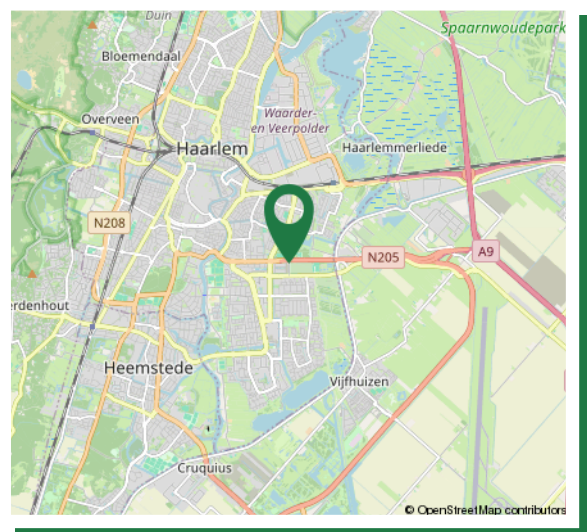 Duin
Spaarnwoudepark
Bloemendaal
Overveen
Waarder-
en Veerpolder
Haarlem
Haarlemmerliede
N208
N205
A9
erdenhout
Heemstede
Vijfhuizen
Cruquius
© OpenStreetMap contributors